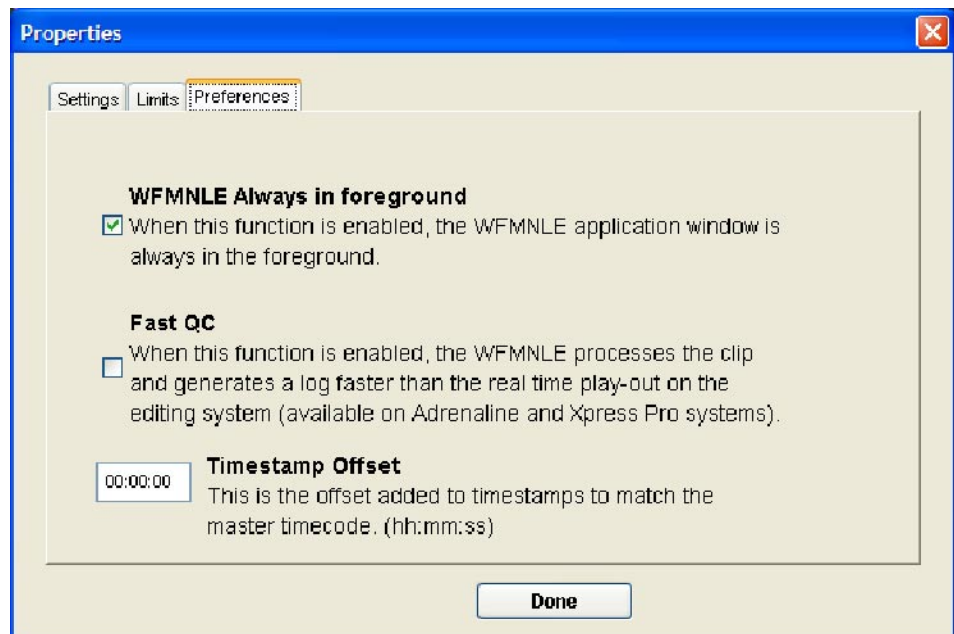 Properties
Settings Limits Preferences
WFMNLE Always in foreground
When this function is enabled, the WFMNLE application window is
always in the foreground.
Fast QC
When this function is enabled, the WFMNLE processes the clip
and generates a log faster than the real time play-out on the
editing system (available on Adrenaline and Xpress Pro systems).
00:00:00
Timestamp Offset
This is the offset added to timestamps to match the
master timecode. (hh:mm:ss)
Done